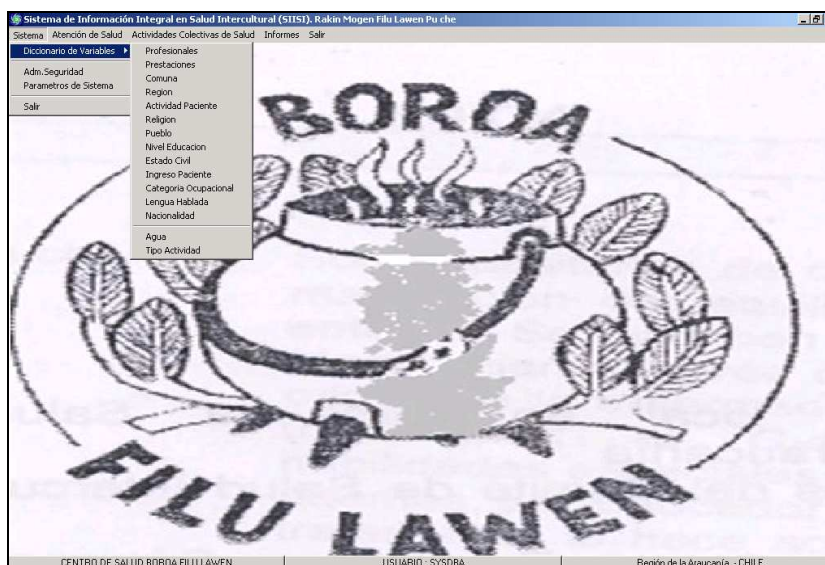 Sistema de Información Integral en Salud Intercultural (SIISI). Rakin Mogen Filu Lawen Pu che
Sistema Atención de Salud Actividades Colectivas de Salud Informes Salir
Diccionario de Variables
Adm.Seguridad
Parametros de Sistema
Salir
Profesionales
Prestaciones
Comuna
Region
Actividad Paciente
Religion
Pueblo
Nivel Educacion
Estado Civil
Ingreso Paciente
Categoria Ocupacional
Lengua Hablada
Nacionalidad
Agua
Tipo Actividad
BOROA
FILU LAWEN
CENTRO DE SALUD BOROA FILU LAWEN USUARIO : SYSDBA Región de la Araucanía. - CHILE